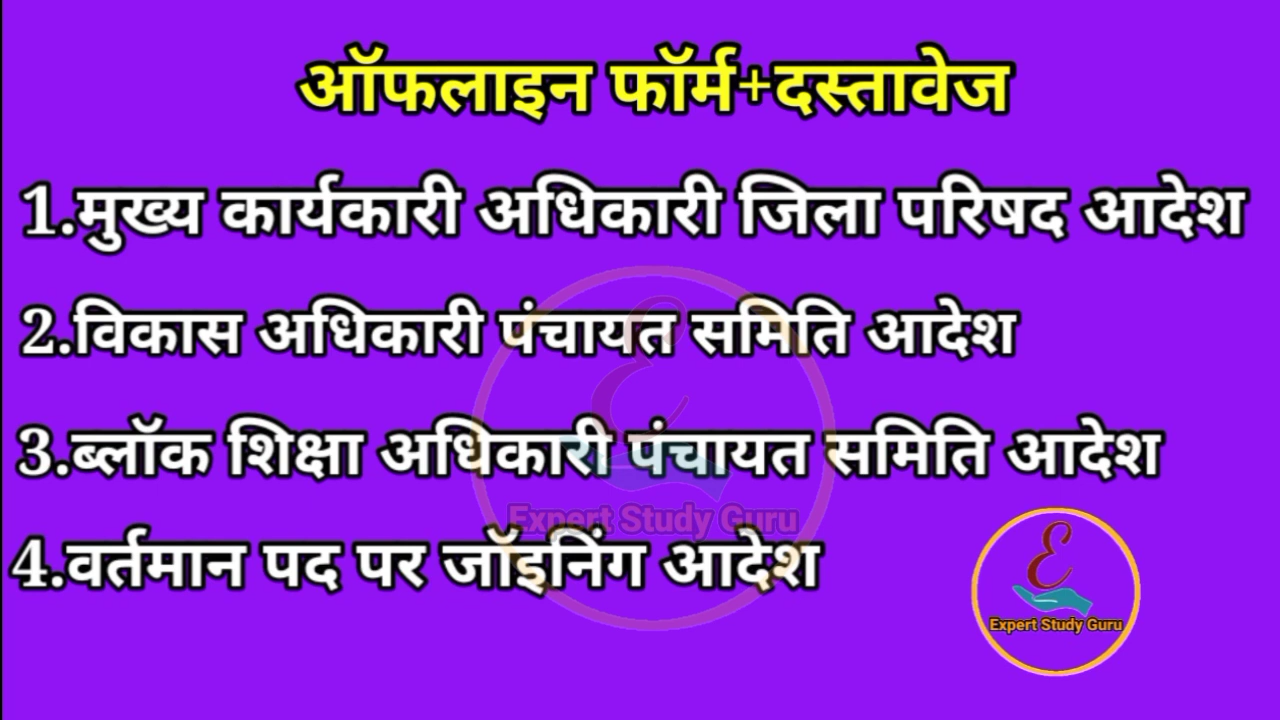 ऑफलाइन फॉर्म+दस्तावेज
1.मुख्य कार्यकारी अधिकारी जिला परिषद आदेश
2.विकास अधिकारी पंचायत समिति आदेश
3.ब्लॉक शिक्षा अधिकारी पंचायत समिति आदेश
Expert Study Guru
4.वर्तमान पद पर जॉइनिंग आदेश
Expert Study Guru